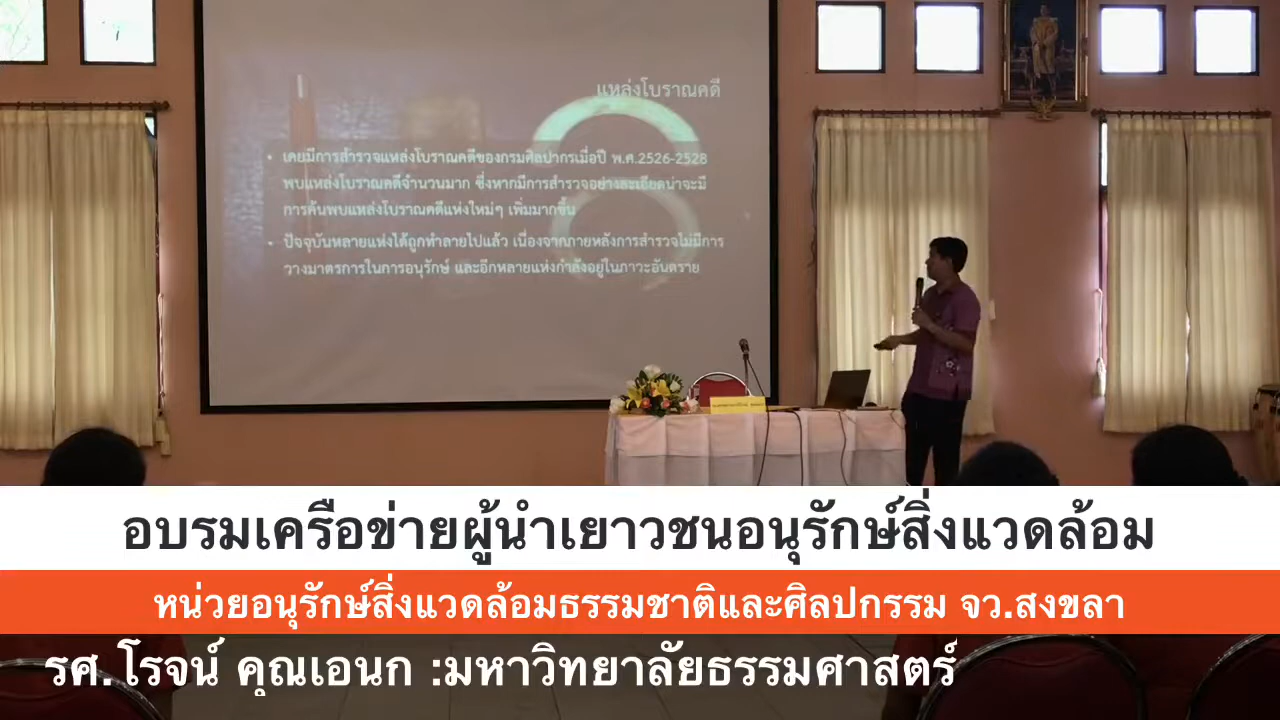 แหล่งโบราณคดี
• เคยมีการสำรวจแหล่งโบราณคดีของกรมศิลปากรเมื่อปี พ.ศ.2526-2528
พบแหล่งโบราณคดีจำนวนมาก ซึ่งหากมีการสำรวจอย่างละเอียดน่าจะมี
การค้นพบแหล่งโบราณคดีแห่งใหม่ๆ เพิ่มมากขึ้น
• ปัจจุบันหลายแห่งได้ถูกทำลายไปแล้ว เนื่องจากภายหลังการสำรวจไม่มีการ
วางมาตรการในการอนุรักษ์ และอีกหลายแห่งกำลังอยู่ในภาวะอันตราย
อบรมเครือข่ายผู้นำเยาวชนอนุรักษ์สิ่งแวดล้อม
หน่วยอนุรักษ์สิ่งแวดล้อมธรรมชาติและศิลปกรรม จว.สงขลา
รศ.โรจน์ คุณเอนก :มหาวิทยาลัยธรรมศาสตร์